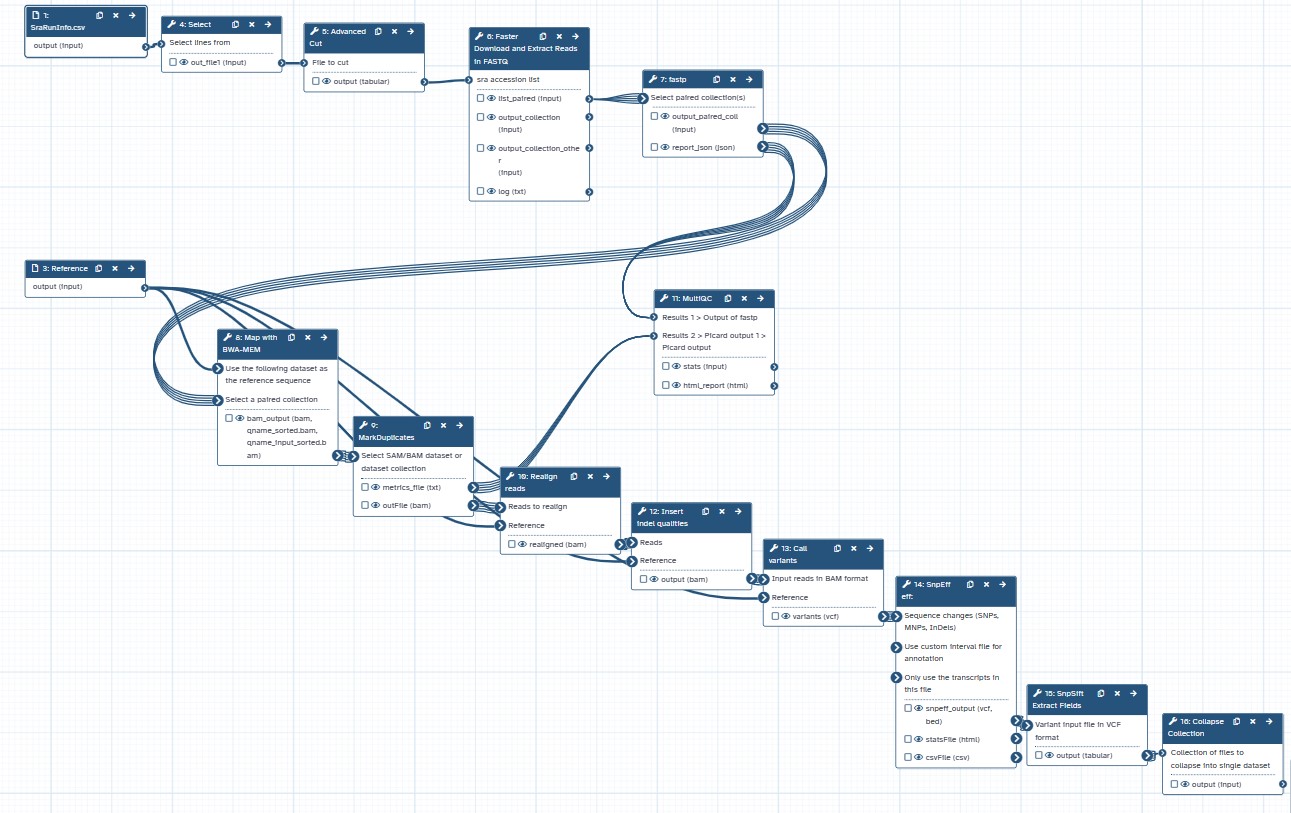 1:
SraRunInfo.csv
output (input)
4: Select
Select lines from
out_file1 (input)
5: Advanced
Cut
File to cut
output (tabular)
6: Faster
Download and Extract Reads
in FASTQ
sra accession list
list_paired (input)
output_collection
(input)
output_collection_othe
r
(input)
log (txt)
7: fastp
Select paired collection(s)
output_paired_coll
(input)
report_json (json)
3: Reference
output (input)
8: Map with
BWA-MEM
Use the following dataset as
the reference sequence
Select a paired collection
bam_output (bam,
qname_sorted.bam,
qname_input_sorted.b
am)
11: MultiQC
Results 1 > Output of fastp
Results 2 > Picard output 1 >
Picard output
stats (input)
html_report (html)
9:
MarkDuplicates
Select SAM/BAM dataset or
dataset collection
metrics_file (txt)
outFile (bam)
10: Realign
reads
Reads to realign
Reference
realigned (bam)
12: Insert
indel qualities
Reads
Reference
output (bam)
13: Call
variants
Input reads in BAM format
Reference
variants (vcf)
14: SnpEff
eff:
Sequence changes (SNPs,
MNPs, InDels)
Use custom interval file for
annotation
Only use the transcripts in
this file
snpeff_output (vcf,
bed)
statsFile (html)
csvFile (csv)
15: SnpSift
Extract Fields
Variant input file in VCF
format
output (tabular)
16: Collapse
Collection
Collection of files to
collapse into single dataset
output (input)